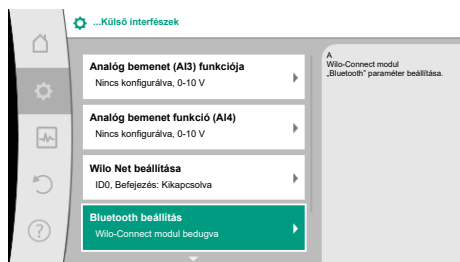 ...Külső interfészek
Analóg bemenet (AI3) funkciója
Nincs konfigurálva, 0-10 V
Analóg bemenet funkció (AI4)
Nincs konfigurálva, 0-10 V
Wilo Net beállítása
ID0, Befejezés: Kikapcsolva
Bluetooth beállítás
Wilo-Connect modul bedugva
A
Wilo-Connect modul
„Bluetooth” paraméter beállítása.